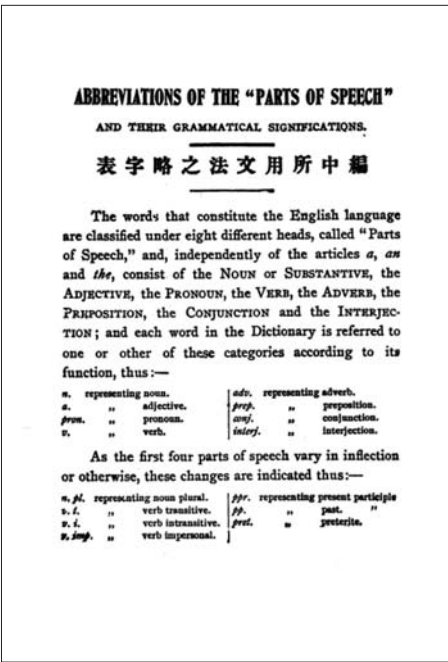 ABBREVIATIONS OF THE "PARTS OF SPEECH"
AND THEIR GRAMMATICAL SIGNIFICATIONS.
表字略之法文用所中編
The words that constitute the English language
are classified under eight different heads, called "Parts
of Speech," and, independently of the articles a, an
and the, consist of the NOUN or SUBSTANTIVE, the
ADJECTIVE, the PRONOUN, the VERB, the ADVERB, the
PREPOSITION, the CONJUNCTION and the INTERJEC-
TION; and each word in the Dictionary is referred to
one or other of these categories according to its
function, thus:—
n. representing noun.
a. „ adjective.
pron. „ pronoun.
v. „ verb.
adv. representing adverb.
prep. „ preposition.
conj. „ conjunction.
interj. „ interjection.
As the first four parts of speech vary in inflection
or otherwise, these changes are indicated thus:—
n. pl. representing noun plural.
v. t. „ verb transitive.
v. i. „ verb intransitive.
v. imp. „ verb impersonal.
ppr. representing present participle
pp. „ past. „
pret. „ preterite.